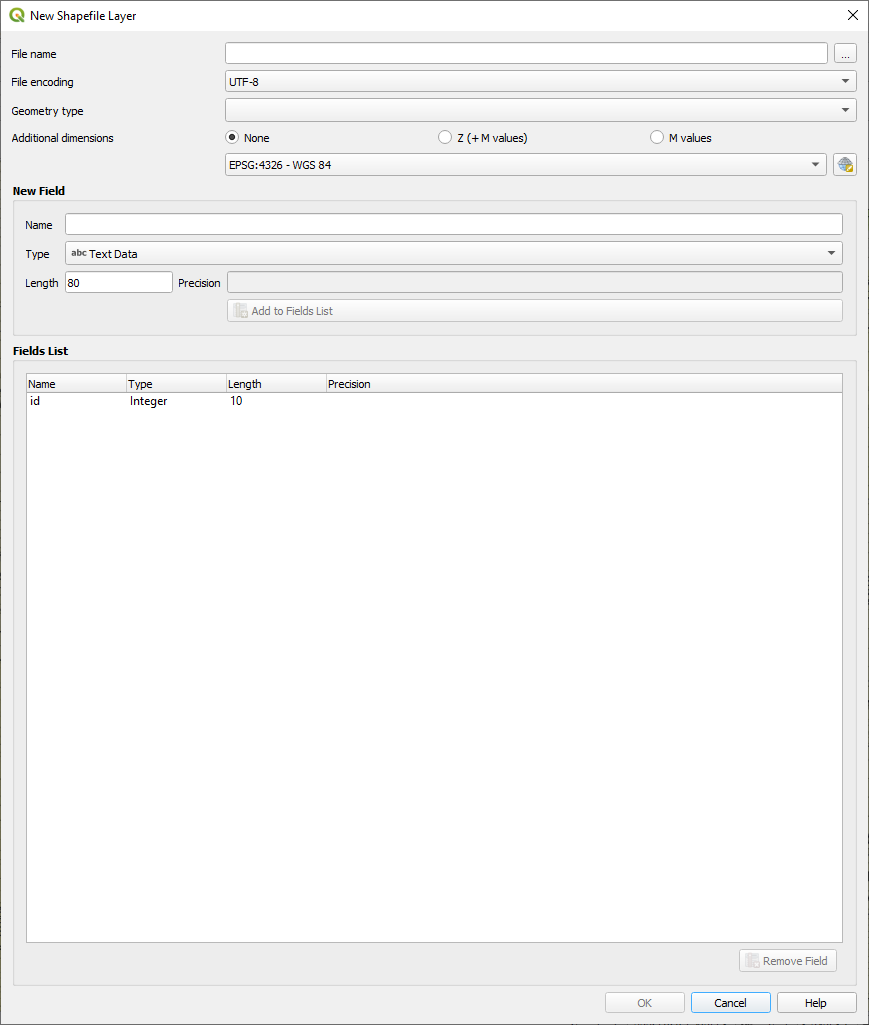 New Shapefile Layer
File name
...
File encoding UTF-8
Geometry type
Additional dimensions None Z (+ M values) M values
EPSG:4326 - WGS 84
New Field
Name
Type abc Text Data
Length 80 Precision
Add to Fields List
Fields List
Name Type Length Precision
id Integer 10
Remove Field
OK Cancel Help